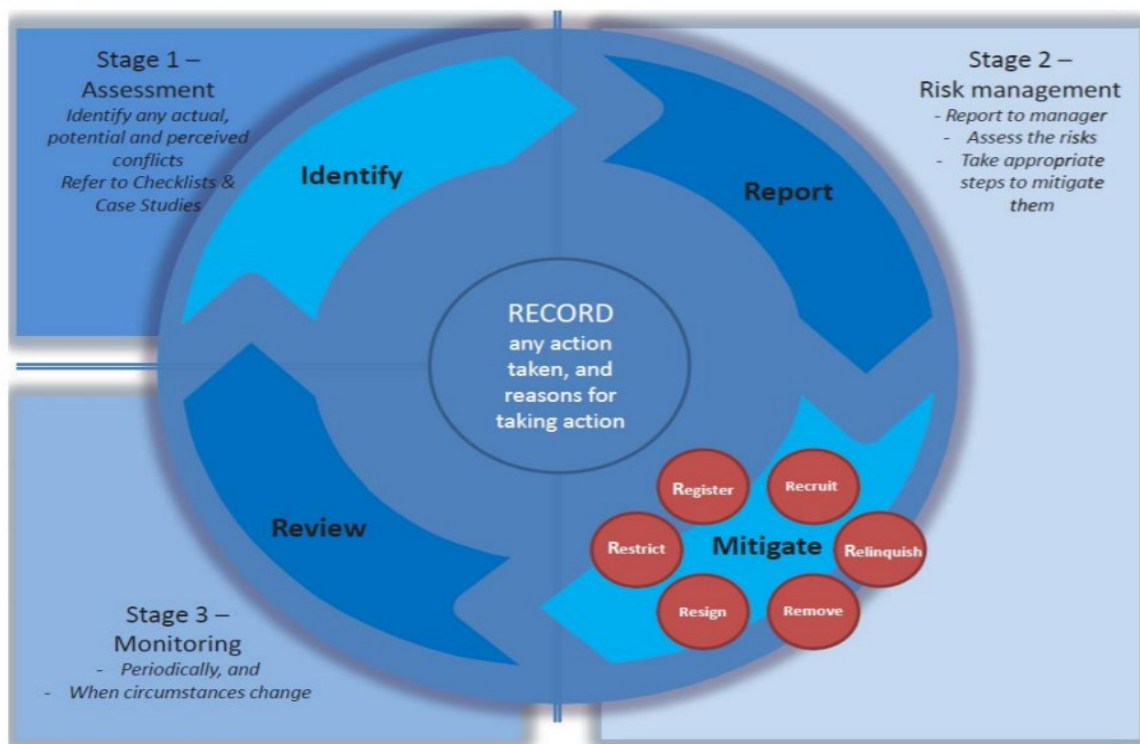 Stage 1 –
Assessment
Identify any actual,
potential and perceived
conflicts
Refer to Checklists &
Case Studies
Identify
Stage 2 –
Risk management
- Report to manager
- Assess the risks
- Take appropriate
steps to mitigate
them
Report
RECORD
any action
taken, and
reasons for
taking action
Register
Recruit
Restrict
Mitigate
Relinquish
Resign
Remove
Review
Stage 3 –
Monitoring
- Periodically, and
- When circumstances change